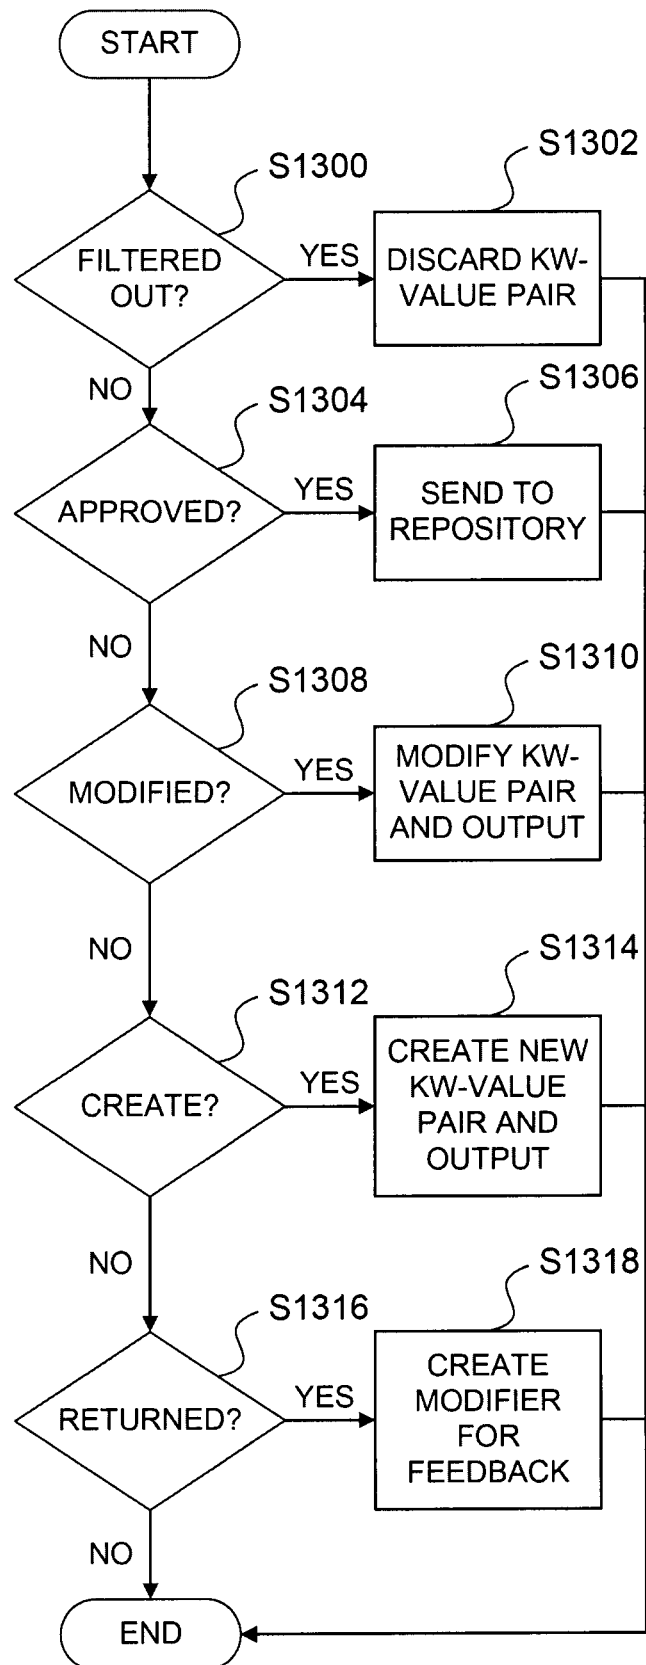 START
S1300
S1302
FILTERED
OUT?
YES
DISCARD KW-
VALUE PAIR
NO
S1304
S1306
APPROVED?
YES
SEND TO
REPOSITORY
NO
S1308
S1310
MODIFIED?
YES
MODIFY KW-
VALUE PAIR
AND OUTPUT
NO
S1312
S1314
CREATE?
YES
CREATE NEW
KW-VALUE
PAIR AND
OUTPUT
NO
S1316
S1318
RETURNED?
YES
CREATE
MODIFIER
FOR
FEEDBACK
NO
END